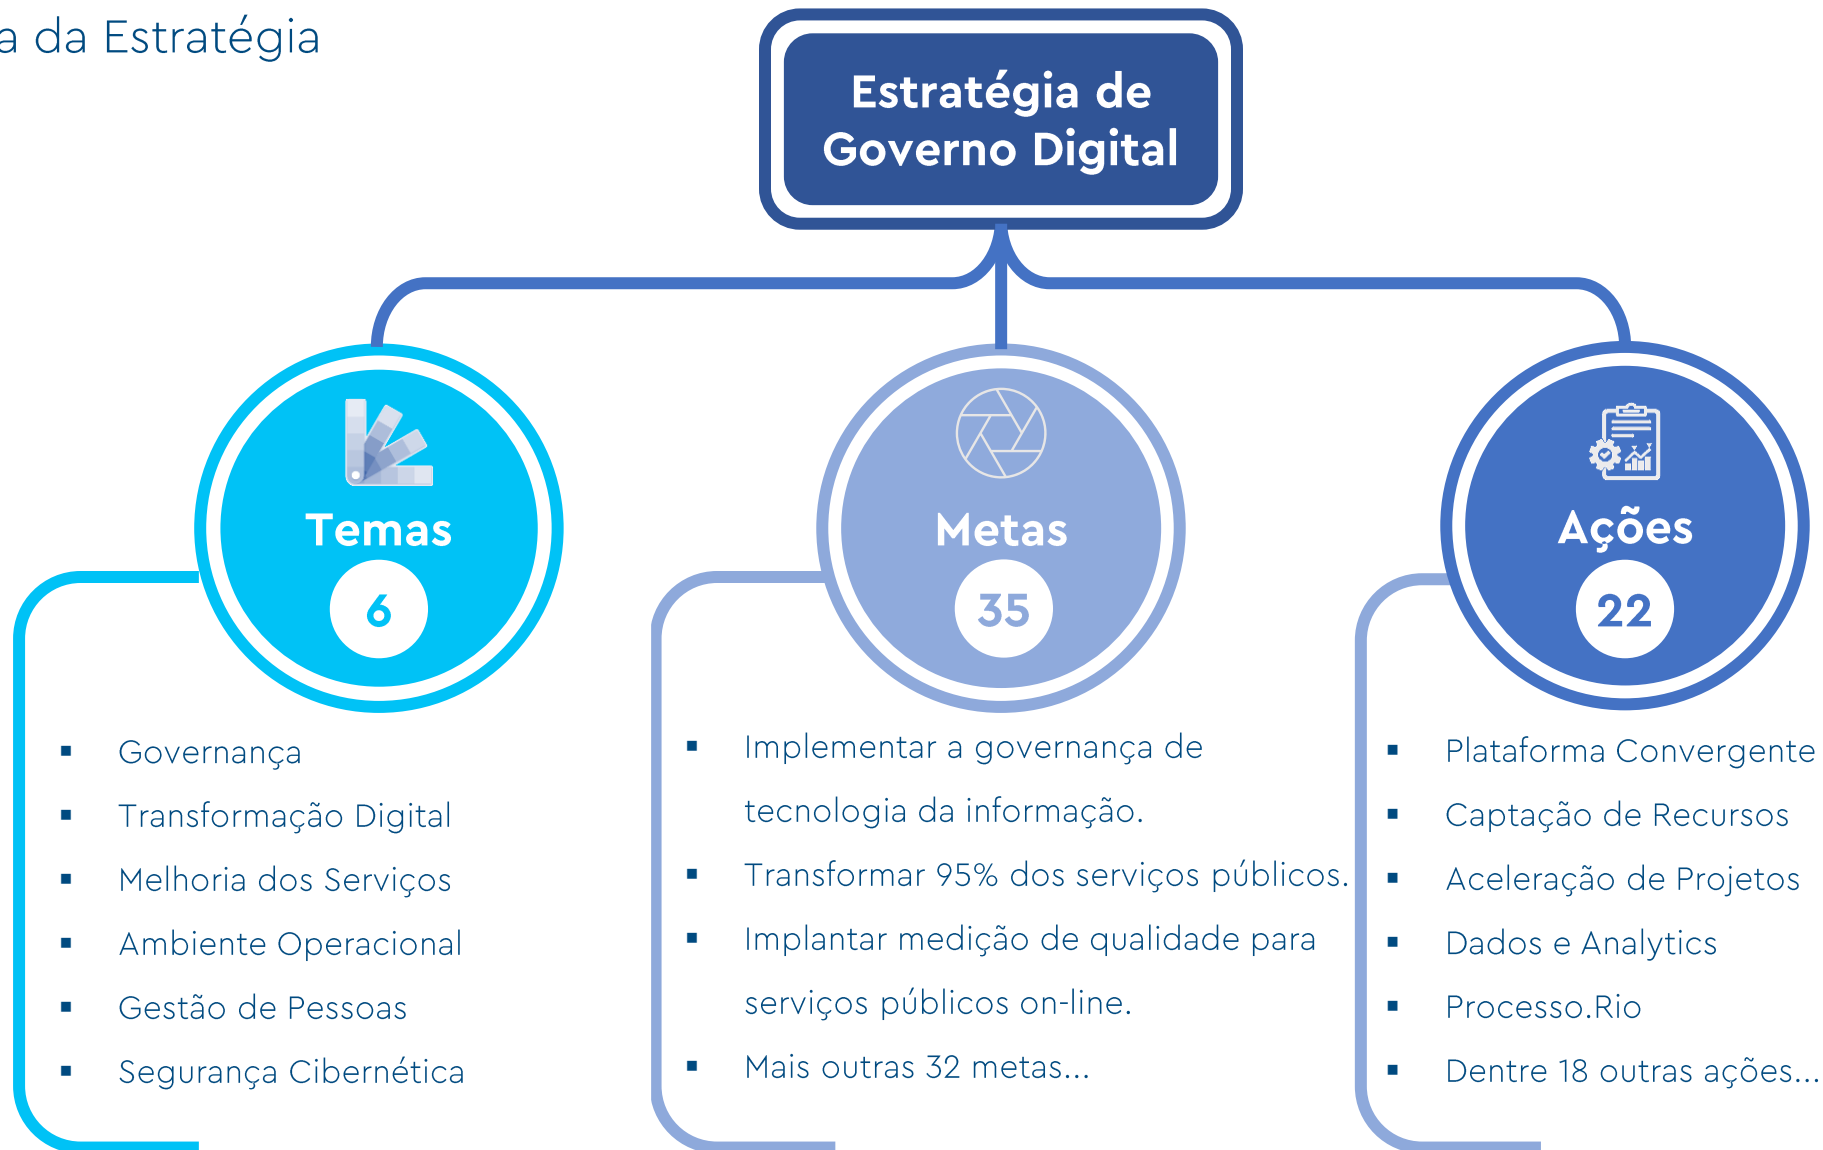 a da Estratégia
Estratégia de
Governo Digital
Temas
6
Governança
Transformação Digital
Melhoria dos Serviços
Ambiente Operacional
Gestão de Pessoas
Segurança Cibernética
Metas
35
Implementar a governança de
tecnologia da informação.
Transformar 95% dos serviços públicos.
Implantar medição de qualidade para
serviços públicos on-line.
Mais outras 32 metas...
Ações
22
Plataforma Convergente
Captação de Recursos
Aceleração de Projetos
Dados e Analytics
Processo.Rio
Dentre 18 outras ações...